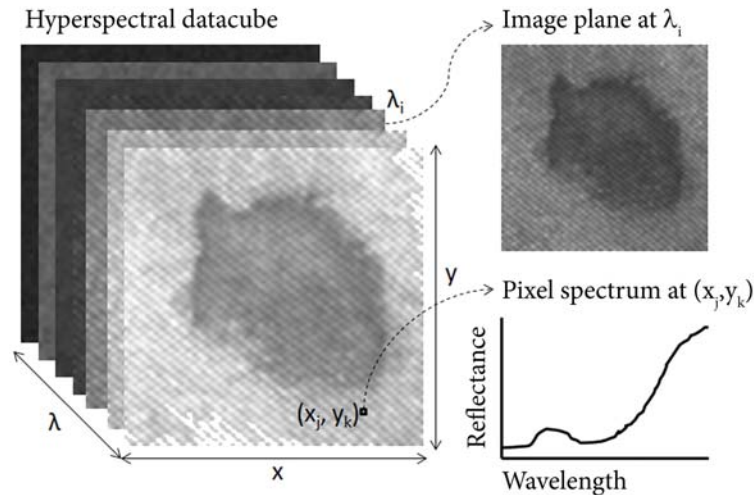 Hyperspectral datacube
Image plane at λi
λi
y
Pixel spectrum at (xj,yk)
Reflectance
(xj, yk)
λ
x
Wavelength